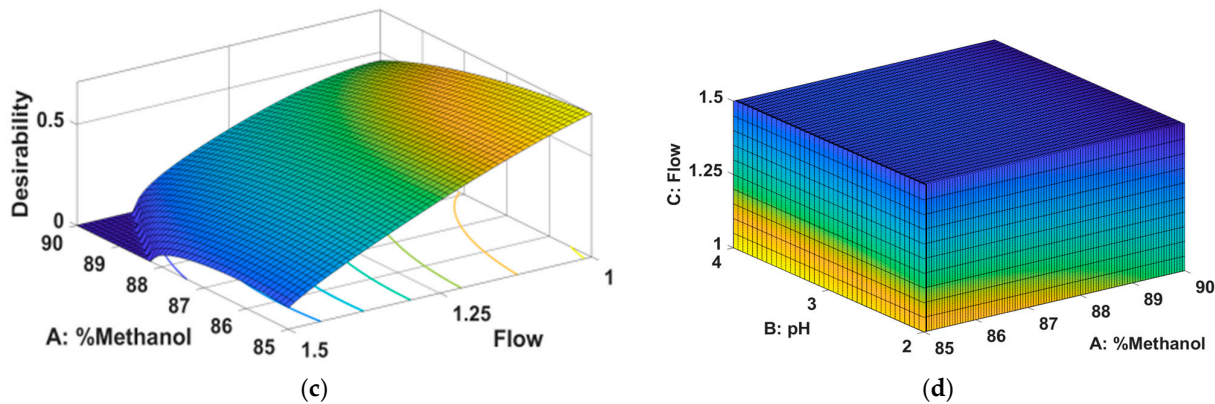 Desirability
0.5
0
90
89
88
87
86
85
A: %Methanol
1.5
1.25
1
Flow
(c)
C: Flow
1.5
1.25
1
4
3
2
B: pH
85
86
87
88
89
90
A: %Methanol
(d)